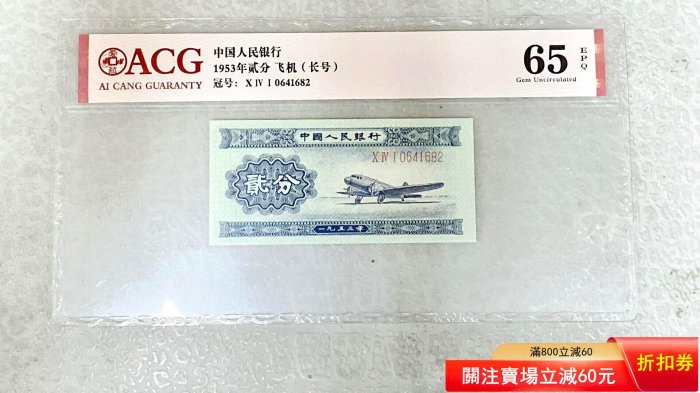 ACG
AI CANG GUARANTY
中国人民银行
1953年贰分 飞机(长号)
冠号: X IV I 0641682
65
EPQ
Gem Uncirculated
中國人民銀行
X IV I 0641682
貳分
一九五三年
滿800立減60
關注賣場立減60元
折扣券